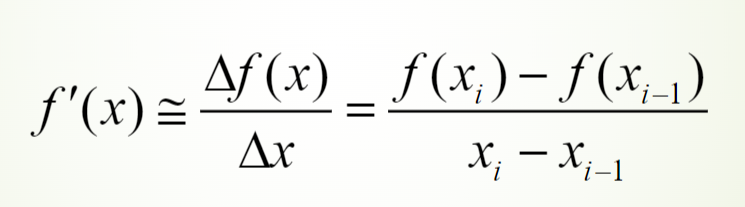 f'(x) ≅ Δf(x)/Δx = (f(xᵢ) − f(xᵢ₋₁))/(xᵢ − xᵢ₋₁)